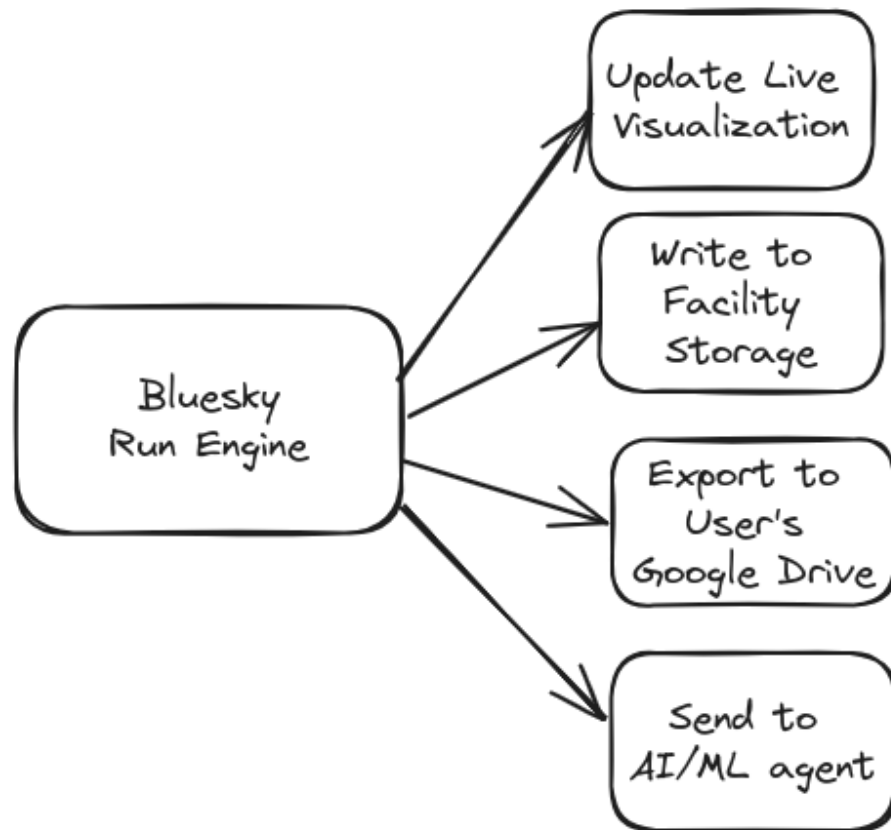 Update Live
Visualization
Write to
Facility
Storage
Bluesky
Run Engine
Export to
User's
Google Drive
Send to
AI/ML agent